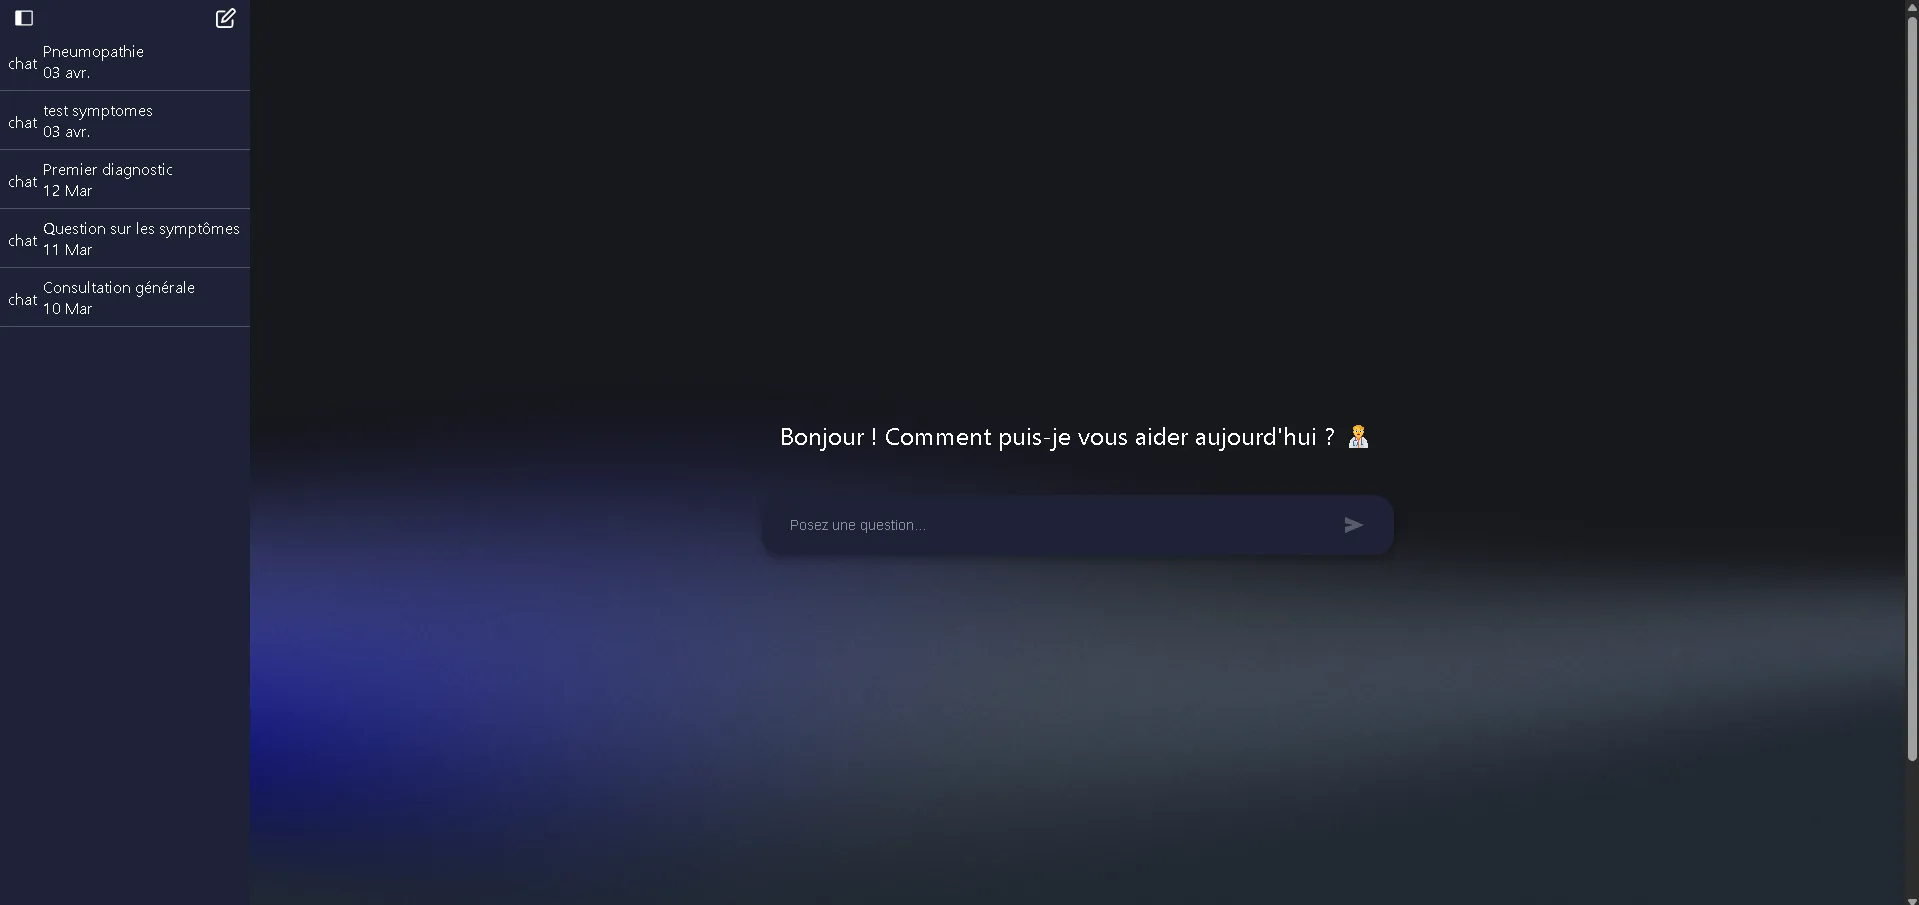 Pneumopathie
chat
03 avr.
test symptomes
chat
03 avr.
Premier diagnostic
chat
12 Mar
Question sur les symptômes
chat
11 Mar
Consultation générale
chat
10 Mar
Bonjour ! Comment puis-je vous aider aujourd'hui ? 🧑‍⚕️
Posez une question...